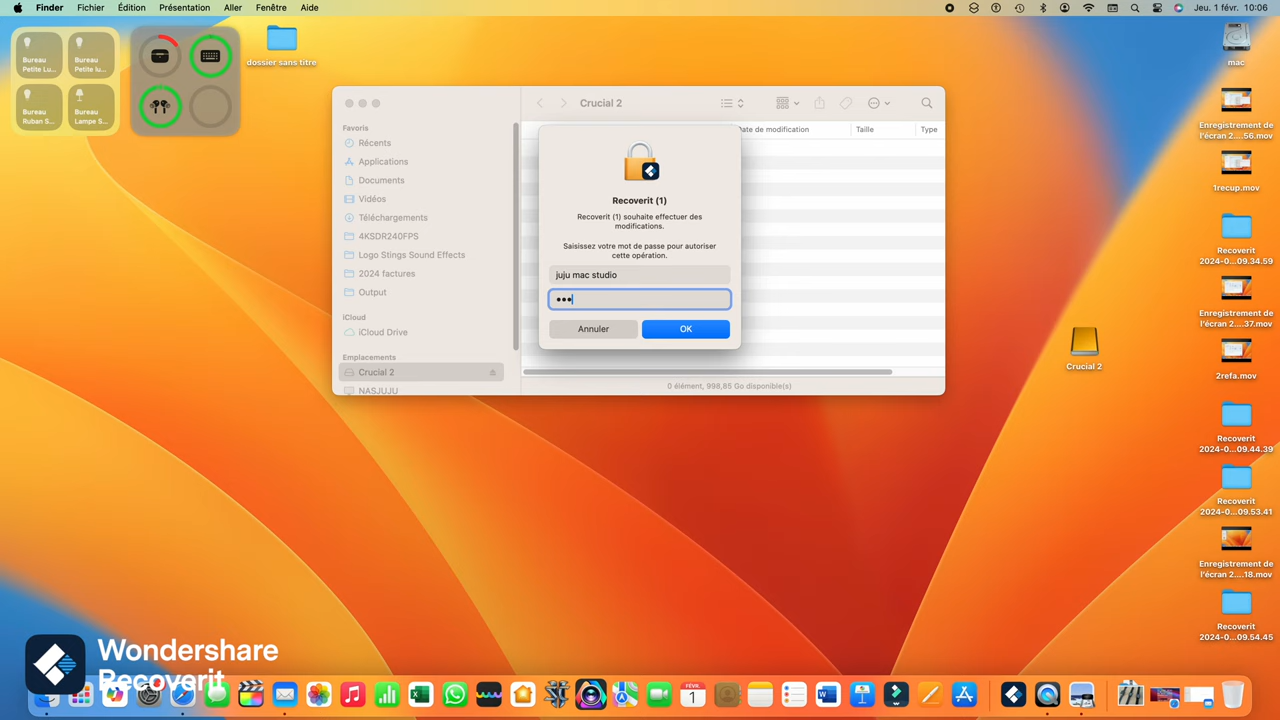 Finder Fichier Édition Présentation Aller Fenêtre Aide
Jeu. 1 février 10:06
Bureau
Petite Lu...
Bureau
Petite lu...
Bureau
Ruban S...
Bureau
Lampe S...
dossier sans titre
Crucial 2
Favoris
Récents
Applications
Documents
Vidéos
Téléchargements
4KSDR240FPS
Logo Stings Sound Effects
2024 factures
Output
iCloud
iCloud Drive
Emplacements
Crucial 2
NASJUJU
Date de modification Taille Type
0 élément, 998,85 Go disponible(s)
Recoverit (1)
Recoverit (1) souhaite effectuer des
modifications.
Saisissez votre mot de passe pour autoriser
cette opération.
juju mac studio
•••
Annuler OK
Crucial 2
mac
Enregistrement de
l'écran 2....56.mov
1recup.mov
Recoverit
2024-0...09.34.59
Enregistrement de
l'écran 2....37.mov
2refa.mov
Recoverit
2024-0...09.44.39
Recoverit
2024-0...09.53.41
Enregistrement de
l'écran 2....18.mov
Recoverit
2024-0...09.54.45
Wondershare
Recoverit
FÉVR.
1